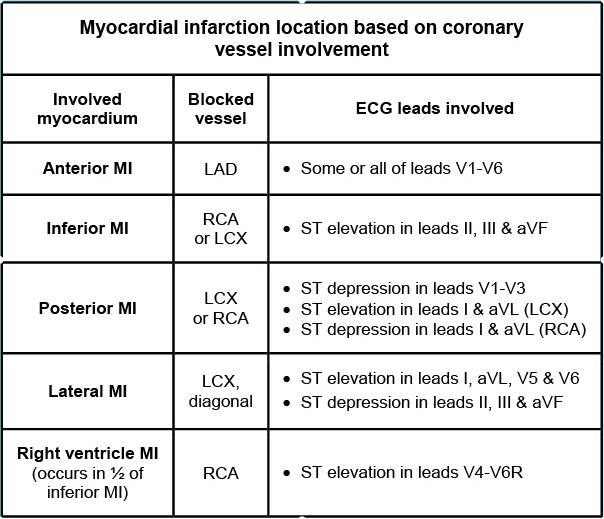 Myocardial infarction location based on coronary
vessel involvement
Involved
myocardium
Blocked
vessel
ECG leads involved
Anterior MI
LAD
• Some or all of leads V1-V6
Inferior MI
RCA
or LCX
• ST elevation in leads II, III & aVF
Posterior MI
LCX
or RCA
• ST depression in leads V1-V3
• ST elevation in leads I & aVL (LCX)
• ST depression in leads I & aVL (RCA)
Lateral MI
LCX,
diagonal
• ST elevation in leads I, aVL, V5 & V6
• ST depression in leads II, III & aVF
Right ventricle MI
(occurs in ½ of
inferior MI)
RCA
• ST elevation in leads V4-V6R